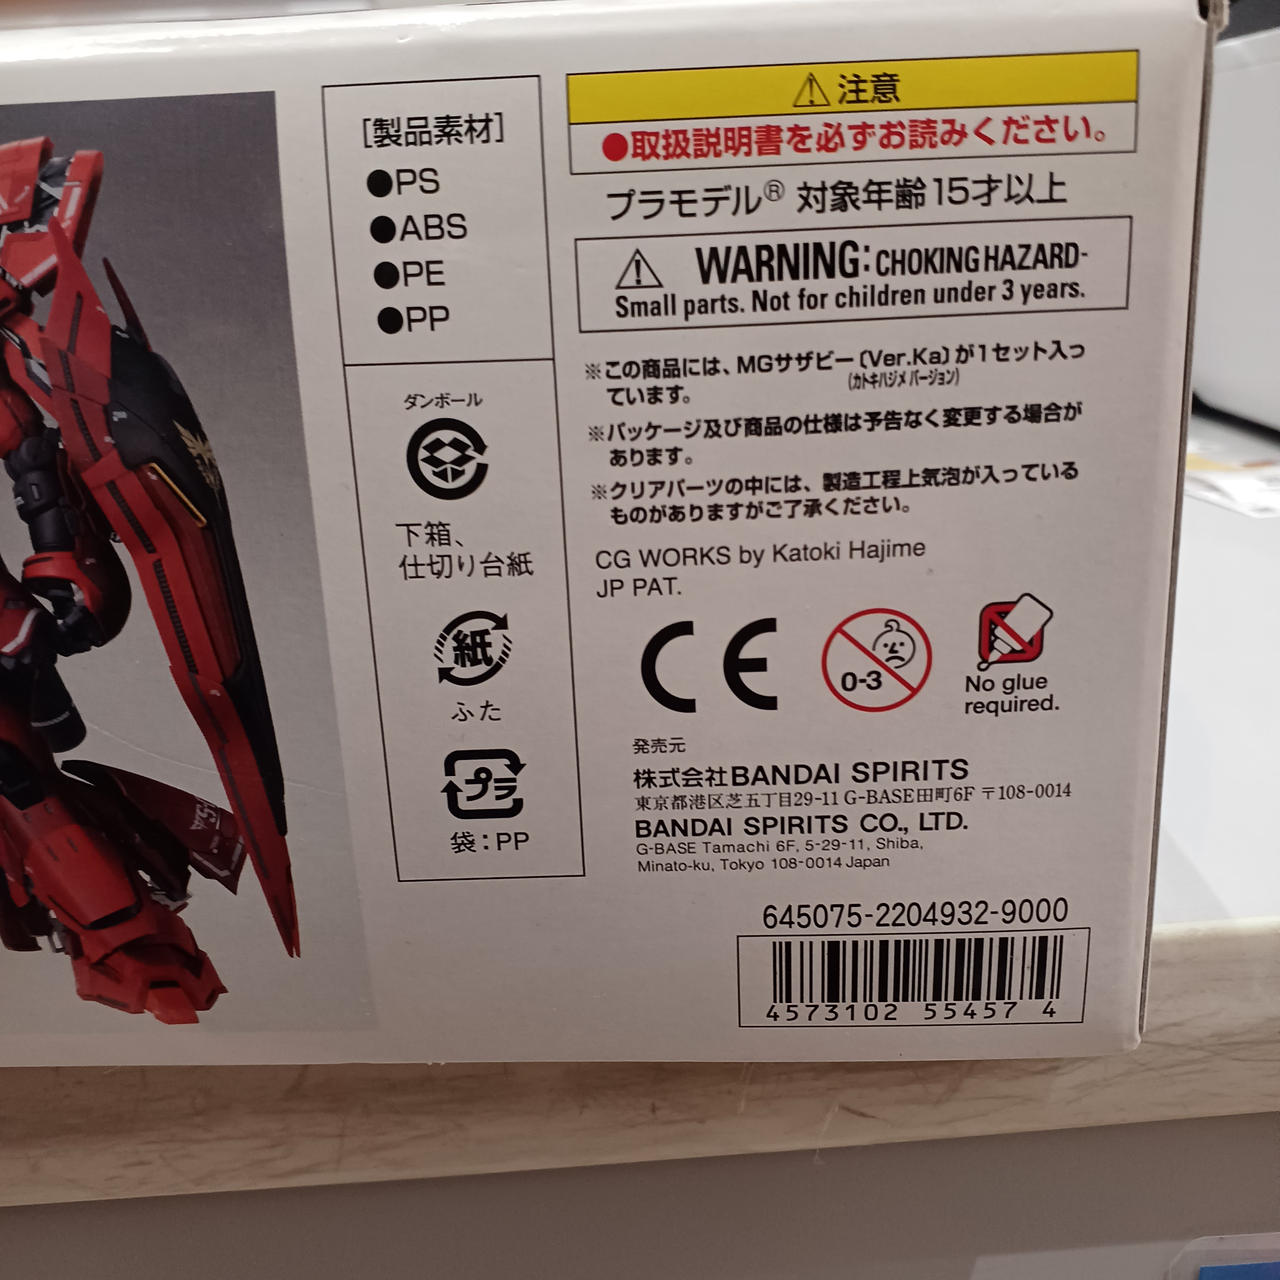 [製品素材]
●PS
●ABS
●PE
●PP
ダンボール
下箱、
仕切り台紙
紙
ふた
プラ
袋：PP
⚠注意
●取扱説明書を必ずお読みください。
プラモデル® 対象年齢15才以上
⚠ WARNING: CHOKING HAZARD-
Small parts. Not for children under 3 years.
※この商品には、MGサザビー〔Ver.Ka〕が1セット入っ
(カトキハジメ バージョン)
ています。
※パッケージ及び商品の仕様は予告なく変更する場合が
あります。
※クリアパーツの中には、製造工程上気泡が入っている
ものがありますがご了承ください。
CG WORKS by Katoki Hajime
JP PAT.
CE
0-3
No glue
required.
発売元
株式会社BANDAI SPIRITS
東京都港区芝五丁目29-11 G-BASE田町6F 〒108-0014
BANDAI SPIRITS CO., LTD.
G-BASE Tamachi 6F, 5-29-11, Shiba,
Minato-ku, Tokyo 108-0014 Japan
645075-2204932-9000
4573102 55457 4